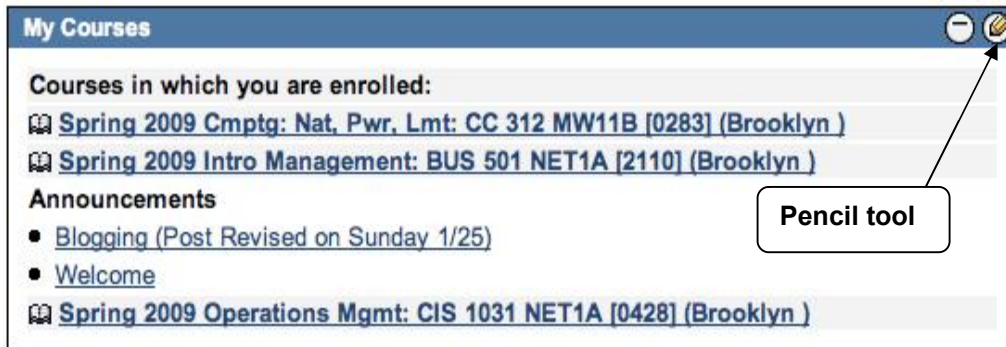 My Courses
Courses in which you are enrolled:
Spring 2009 Cmptg: Nat, Pwr, Lmt: CC 312 MW11B [0283] (Brooklyn )
Spring 2009 Intro Management: BUS 501 NET1A [2110] (Brooklyn )
Announcements
Pencil tool
• Blogging (Post Revised on Sunday 1/25)
• Welcome
Spring 2009 Operations Mgmt: CIS 1031 NET1A [0428] (Brooklyn )